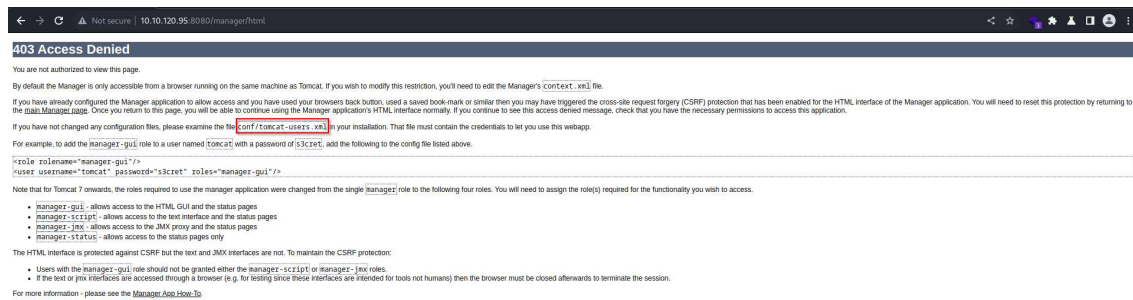 Not secure | 10.10.120.95:8080/manager/html
403 Access Denied
You are not authorized to view this page.
By default the Manager is only accessible from a browser running on the same machine as Tomcat. If you wish to modify this restriction, you'll need to edit the Manager's context.xml file.
If you have already configured the Manager application to allow access and you have used your browsers back button, used a saved book-mark or similar then you may have triggered the cross-site request forgery (CSRF) protection that has been enabled for the HTML interface of the Manager application. You will need to reset this protection by returning to
the main Manager page. Once you return to this page, you will be able to continue using the Manager application's HTML interface normally. If you continue to see this access denied message, check that you have the necessary permissions to access this application.
If you have not changed any configuration files, please examine the file conf/tomcat-users.xml in your installation. That file must contain the credentials to let you use this webapp.
For example, to add the manager-gui role to a user named tomcat with a password of s3cret, add the following to the config file listed above.
<role rolename="manager-gui"/>
<user username="tomcat" password="s3cret" roles="manager-gui"/>
Note that for Tomcat 7 onwards, the roles required to use the manager application were changed from the single manager role to the following four roles. You will need to assign the role(s) required for the functionality you wish to access.
• manager-gui - allows access to the HTML GUI and the status pages
• manager-script - allows access to the text interface and the status pages
• manager-jmx - allows access to the JMX proxy and the status pages
• manager-status - allows access to the status pages only
The HTML interface is protected against CSRF but the text and JMX interfaces are not. To maintain the CSRF protection:
• Users with the manager-gui role should not be granted either the manager-script or manager-jmx roles.
• If the text or jmx interfaces are accessed through a browser (e.g. for testing since these interfaces are intended for tools not humans) then the browser must be closed afterwards to terminate the session.
For more information - please see the Manager App How-To.